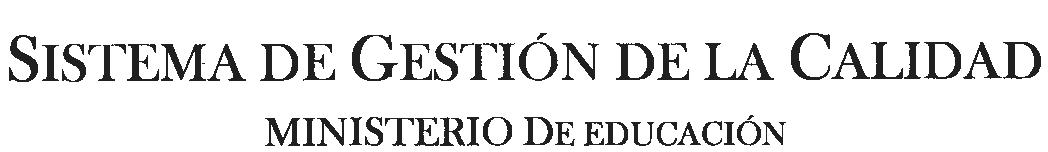 SISTEMA DE GESTIÓN DE LA CALIDAD
MINISTERIO DE EDUCACIÓN